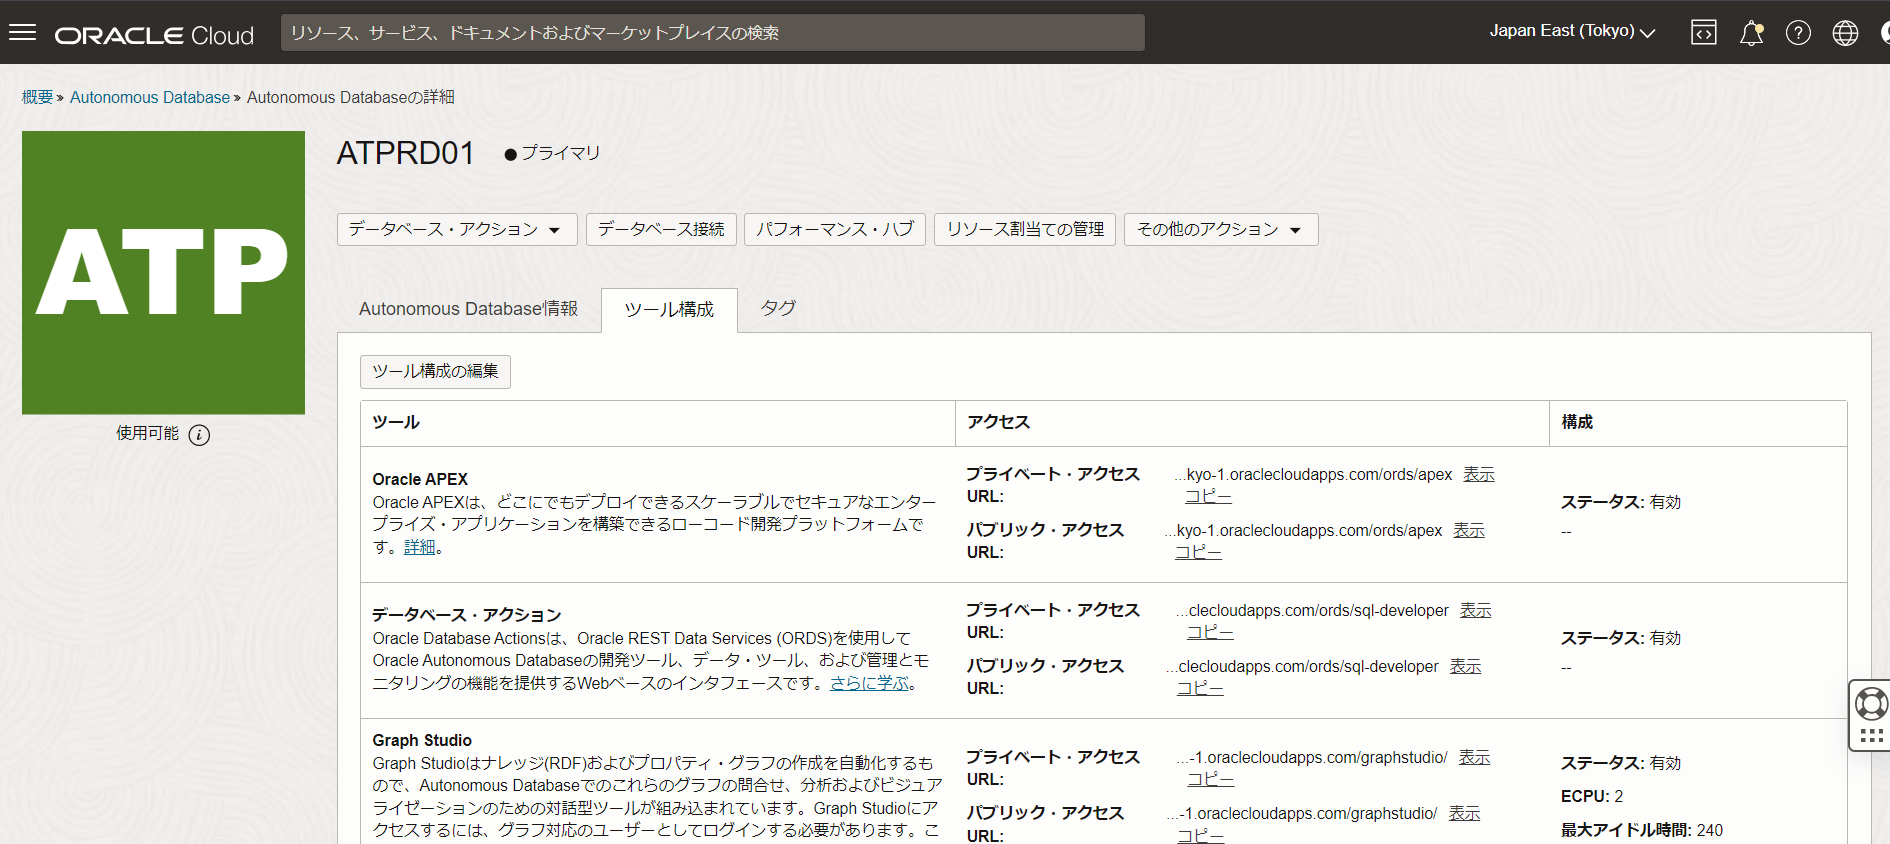 ORACLE Cloud
リソース、サービス、ドキュメントおよびマーケットプレイスの検索
Japan East (Tokyo)
概要 » Autonomous Database » Autonomous Databaseの詳細
ATP
使用可能
ATPRD01
プライマリ
データベース・アクション
データベース接続
パフォーマンス・ハブ
リソース割当ての管理
その他のアクション
Autonomous Database情報
ツール構成
タグ
ツール構成の編集
ツール
アクセス
構成
Oracle APEX
Oracle APEXは、どこにでもデプロイできるスケーラブルでセキュアなエンター
プライズ・アプリケーションを構築できるローコード開発プラットフォームで
す。詳細。
プライベート・アクセス
URL:
...kyo-1.oraclecloudapps.com/ords/apex 表示
コピー
パブリック・アクセス
URL:
...kyo-1.oraclecloudapps.com/ords/apex 表示
コピー
ステータス: 有効
--
データベース・アクション
Oracle Database Actionsは、Oracle REST Data Services (ORDS)を使用して
Oracle Autonomous Databaseの開発ツール、データ・ツール、および管理とモ
ニタリングの機能を提供するWebベースのインタフェースです。さらに学ぶ。
プライベート・アクセス
URL:
...clecloudapps.com/ords/sql-developer 表示
コピー
パブリック・アクセス
URL:
...clecloudapps.com/ords/sql-developer 表示
コピー
ステータス: 有効
--
Graph Studio
Graph Studioはナレッジ(RDF)およびプロパティ・グラフの作成を自動化するも
ので、Autonomous Databaseでのこれらのグラフの問合せ、分析およびビジュア
ライゼーションのための対話型ツールが組み込まれています。Graph Studioにア
クセスするには、グラフ対応のユーザーとしてログインする必要があります。こ
プライベート・アクセス
URL:
...-1.oraclecloudapps.com/graphstudio/ 表示
コピー
パブリック・アクセス
URL:
...-1.oraclecloudapps.com/graphstudio/ 表示
コピー
ステータス: 有効
ECPU: 2
最大アイドル時間: 240